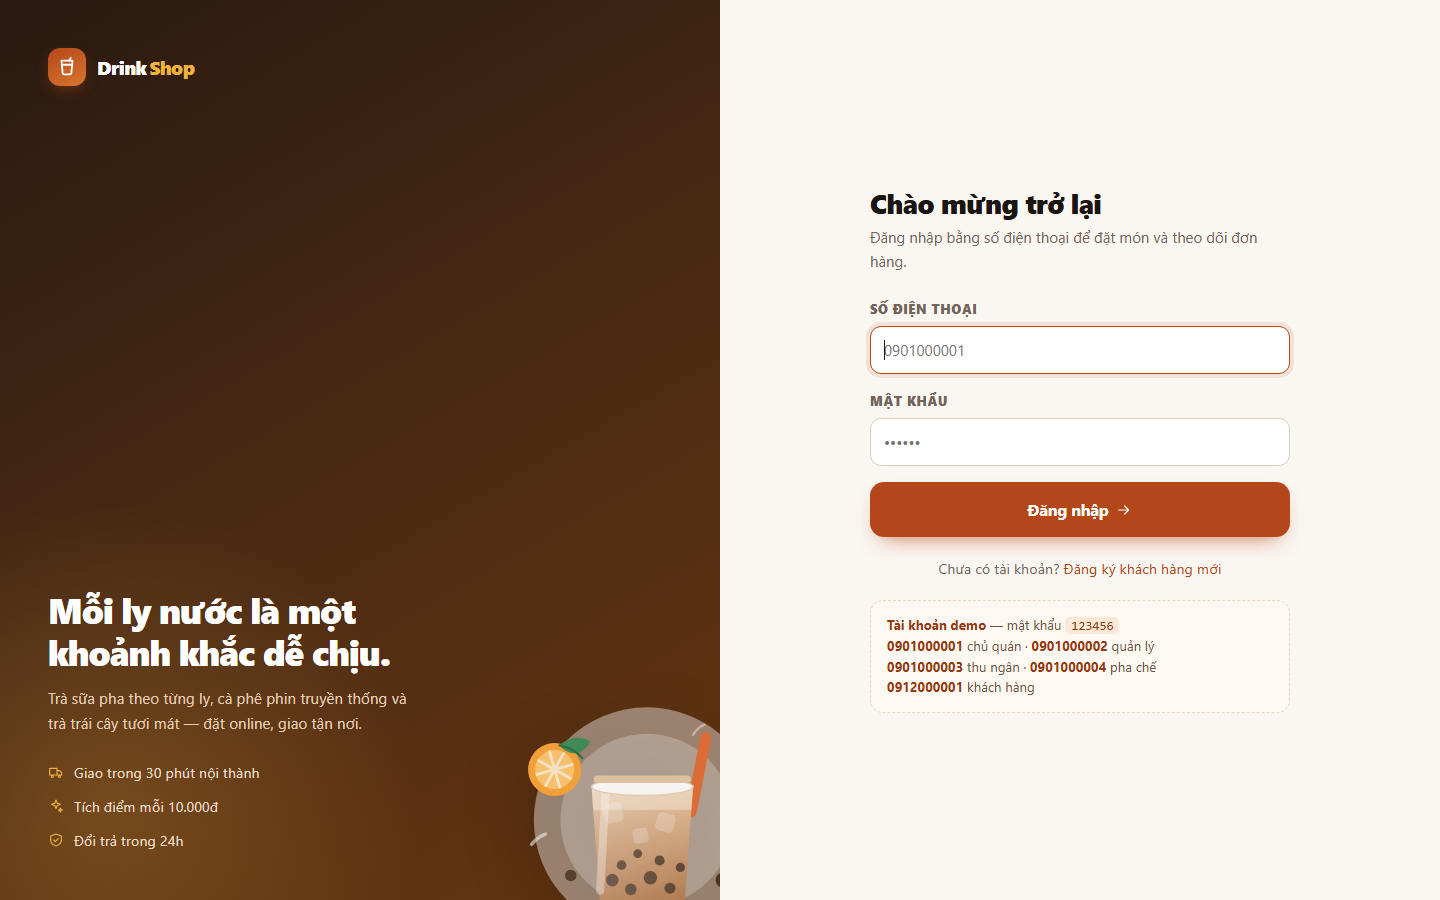 Drink Shop
Mỗi ly nước là một
khoảnh khắc dễ chịu.
Trà sữa pha theo từng ly, cà phê phin truyền thống và
trà trái cây tươi mát — đặt online, giao tận nơi.
Giao trong 30 phút nội thành
Tích điểm mỗi 10.000đ
Đổi trả trong 24h
Chào mừng trở lại
Đăng nhập bằng số điện thoại để đặt món và theo dõi đơn
hàng.
SỐ ĐIỆN THOẠI
0901000001
MẬT KHẨU
••••••
Đăng nhập →
Chưa có tài khoản? Đăng ký khách hàng mới
Tài khoản demo — mật khẩu 123456
0901000001 chủ quán · 0901000002 quản lý
0901000003 thu ngân · 0901000004 pha chế
0912000001 khách hàng